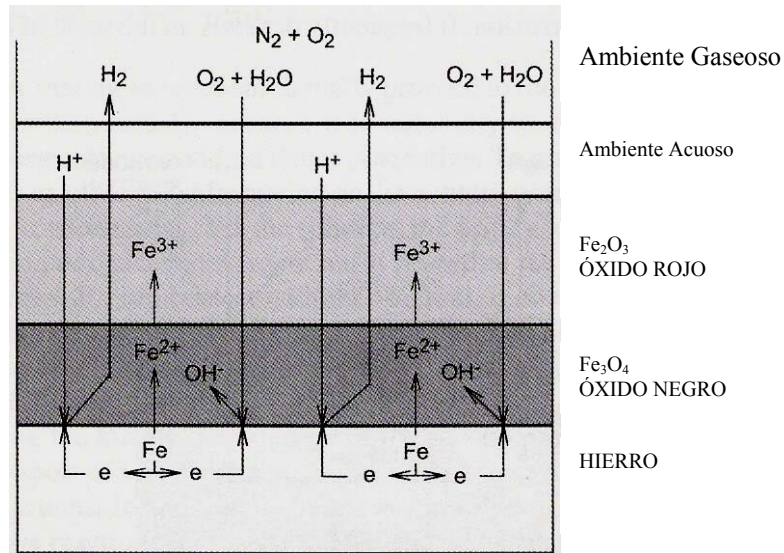 N₂ + O₂
H₂ O₂ + H₂O H₂ O₂ + H₂O
Ambiente Gaseoso
H⁺ H⁺
Ambiente Acuoso
Fe³⁺ Fe³⁺
Fe₂O₃
ÓXIDO ROJO
Fe²⁺ OH⁻ Fe²⁺ OH⁻
Fe₃O₄
ÓXIDO NEGRO
Fe Fe
e e e e
HIERRO